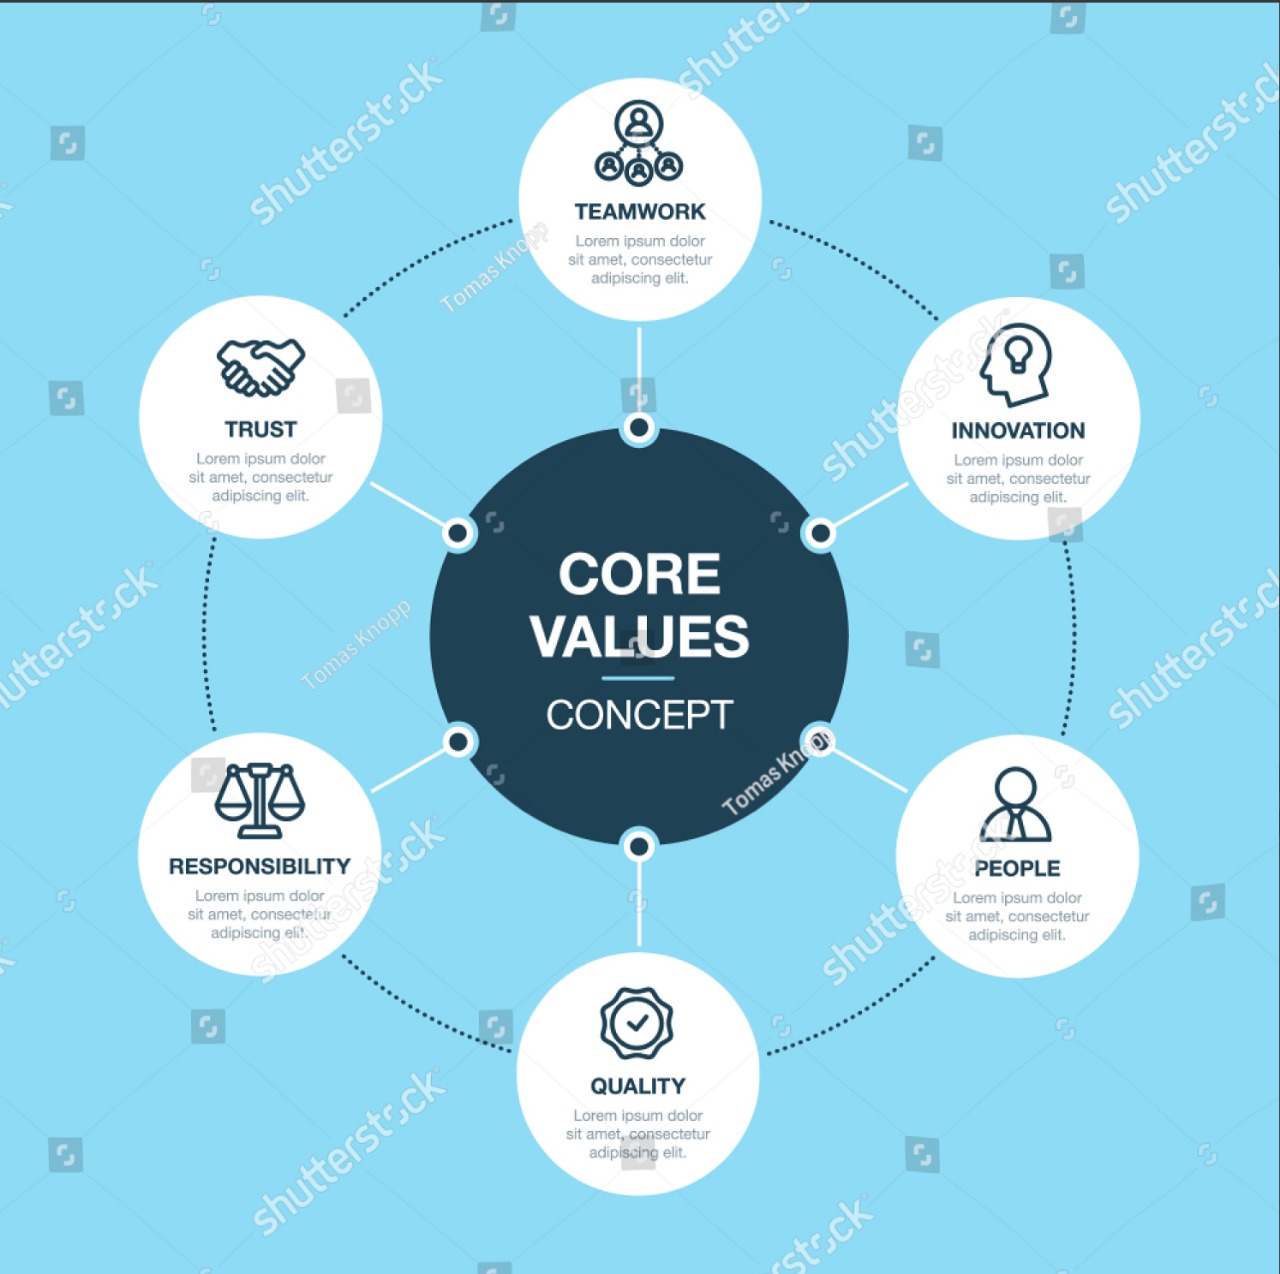 TEAMWORK
Lorem ipsum dolor
sit amet, consectetur
adipiscing elit.
INNOVATION
Lorem ipsum dolor
sit amet, consectetur
adipiscing elit.
PEOPLE
Lorem ipsum dolor
sit amet, consectetur
adipiscing elit.
QUALITY
Lorem ipsum dolor
sit amet, consectetur
adipiscing elit.
RESPONSIBILITY
Lorem ipsum dolor
sit amet, consectetur
adipiscing elit.
TRUST
Lorem ipsum dolor
sit amet, consectetur
adipiscing elit.
CORE
VALUES
CONCEPT
shutterstock
shutterstock
shutterstock
shutterstock
shutterstock
shutterstock
shutterstock
shutterstock
shutterstock
shutterstock
shutterstock
Tomas Knopp
Tomas Knopp
Tomas Knopp